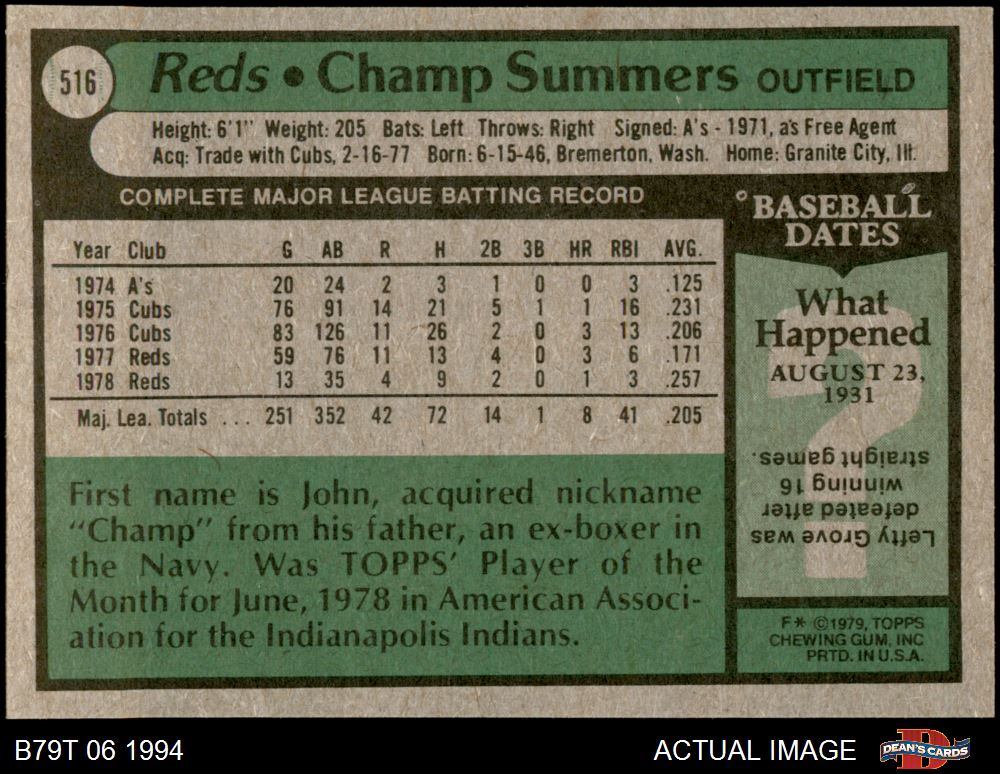 516
Reds • Champ Summers OUTFIELD
Height: 6'1" Weight: 205 Bats: Left Throws: Right Signed: A's - 1971, as Free Agent
Acq: Trade with Cubs, 2-16-77 Born: 6-15-46, Bremerton, Wash. Home: Granite City, Ill.
COMPLETE MAJOR LEAGUE BATTING RECORD
Year Club G AB R H 2B 3B HR RBI AVG.
1974 A's 20 24 2 3 1 0 0 3 .125
1975 Cubs 76 91 14 21 5 1 1 16 .231
1976 Cubs 83 126 11 26 2 0 3 13 .206
1977 Reds 59 76 11 13 4 0 3 6 .171
1978 Reds 13 35 4 9 2 0 1 3 .257
Maj. Lea. Totals . . . 251 352 42 72 14 1 8 41 .205
First name is John, acquired nickname
"Champ" from his father, an ex-boxer in
the Navy. Was TOPPS' Player of the
Month for June, 1978 in American Associ-
ation for the Indianapolis Indians.
BASEBALL
DATES
What
Happened
AUGUST 23,
1931
Lefty Grove was
defeated after
winning 16
straight games.
F* ©1979, TOPPS
CHEWING GUM, INC
PRTD. IN U.S.A.
B79T 06 1994
ACTUAL IMAGE
DEAN'S CARDS